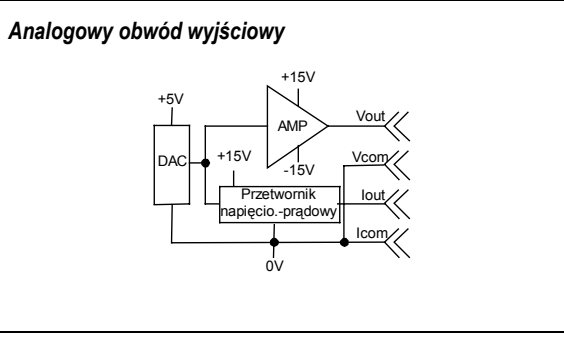 Analogowy obwód wyjściowy
+15V
+5V
AMP
Vout
DAC
+15V
-15V
Vcom
Przetwornik
napięcio.-prądowy
Iout
Icom
0V